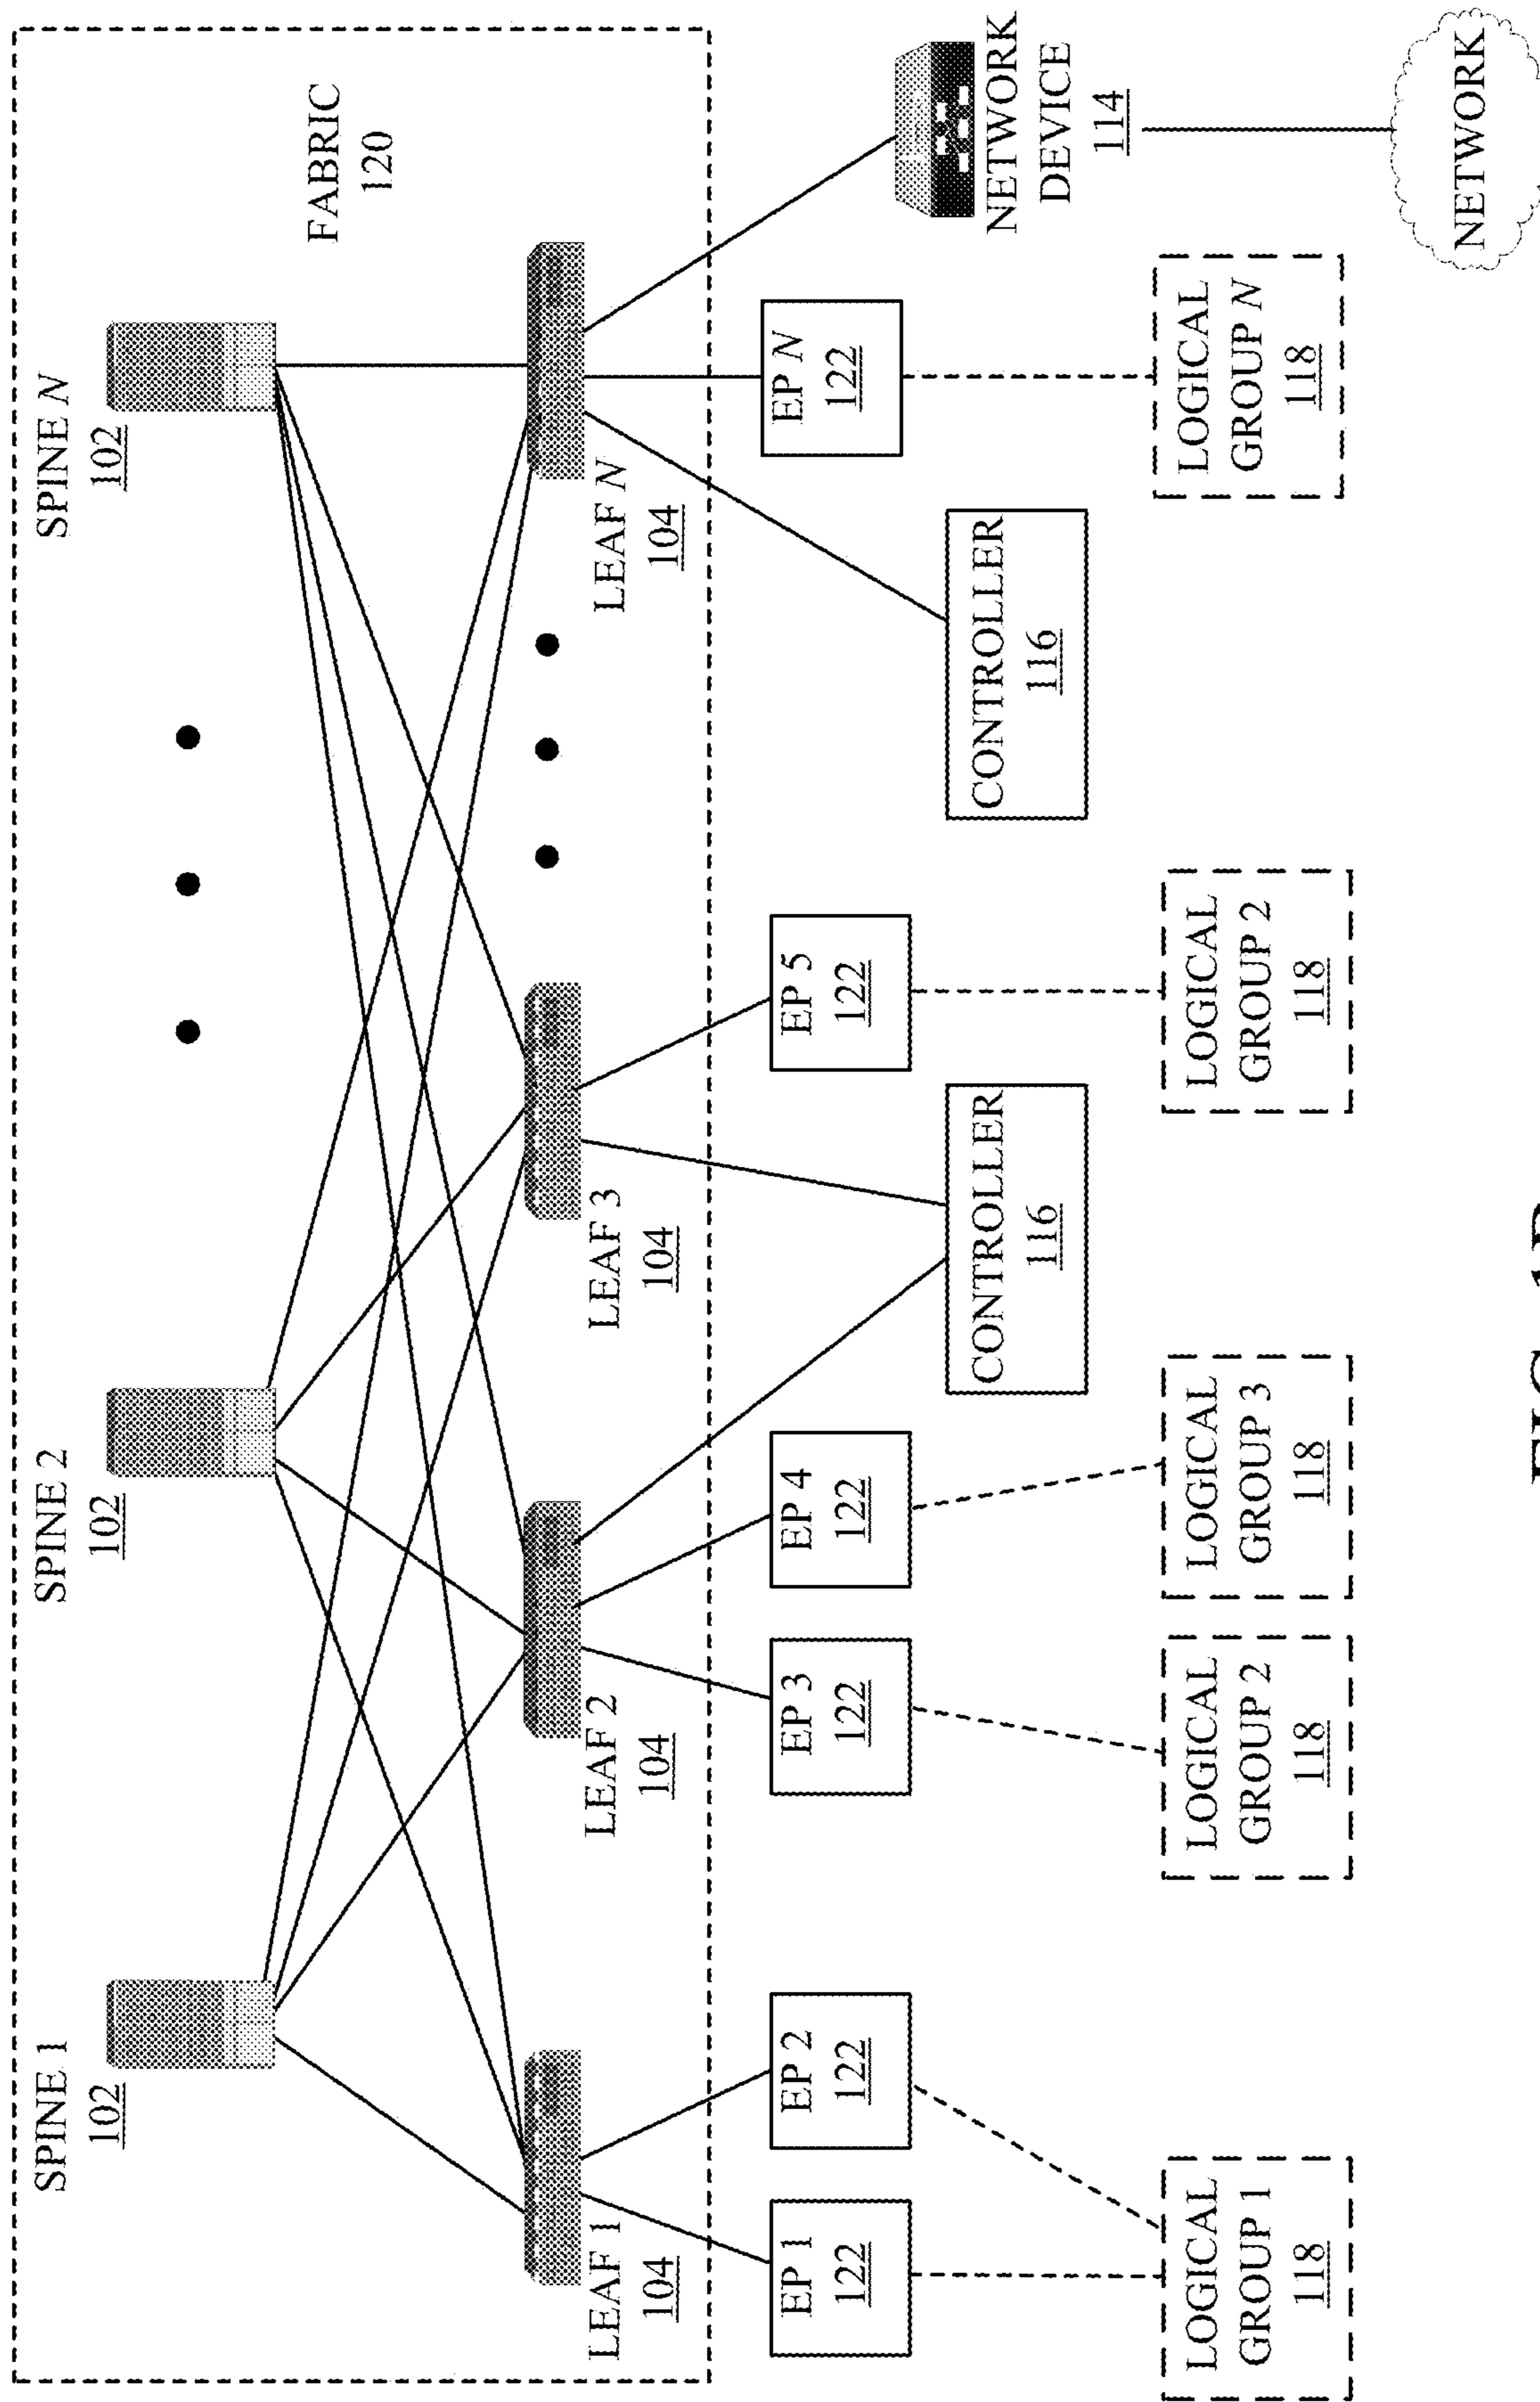 SPINE 1
102
SPINE 2
102
SPINE N
102
FABRIC
120
LEAF 1
104
LEAF 2
104
LEAF 3
104
LEAF N
104
EP 1
122
EP 2
122
EP 3
122
EP 4
122
EP 5
122
EP N
122
CONTROLLER
116
CONTROLLER
116
NETWORK
DEVICE
114
LOGICAL
GROUP 1
118
LOGICAL
GROUP 2
118
LOGICAL
GROUP 3
118
LOGICAL
GROUP 2
118
LOGICAL
GROUP N
118
NETWORK